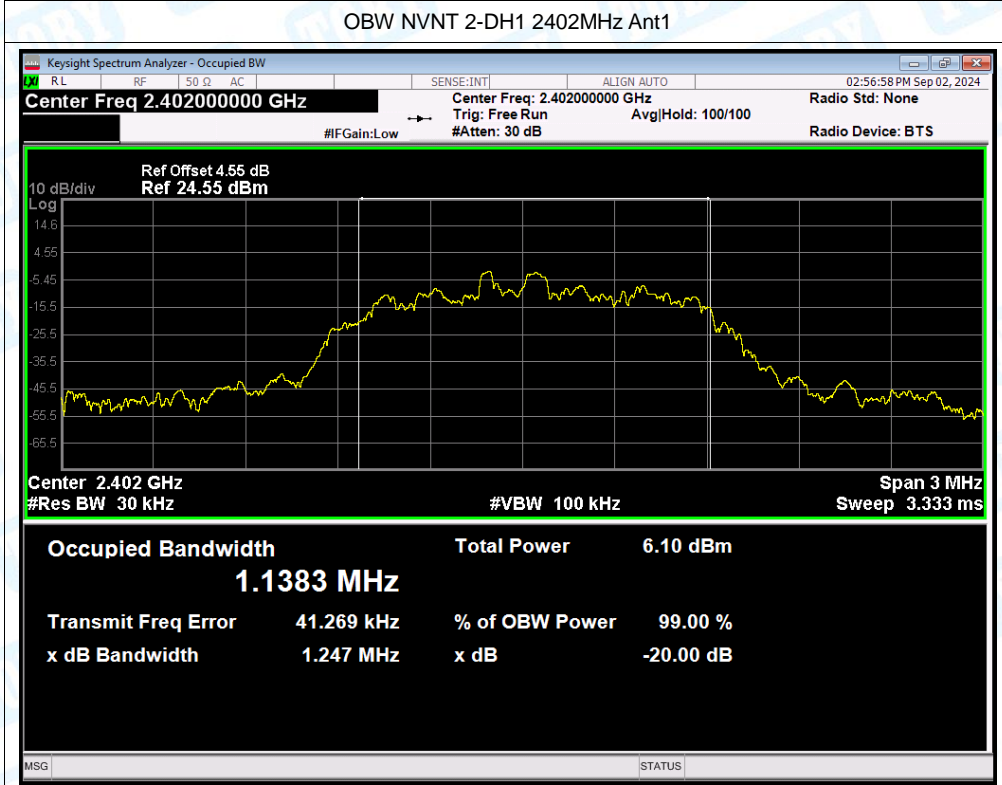 OBW NVNT 2-DH1 2402MHz Ant1
Keysight Spectrum Analyzer - Occupied BW
LXI RL RF 50 Ω AC SENSE:INT ALIGN AUTO 02:56:58 PM Sep 02, 2024
Center Freq 2.402000000 GHz Center Freq: 2.402000000 GHz Radio Std: None
Trig: Free Run Avg|Hold: 100/100
#IFGain:Low #Atten: 30 dB Radio Device: BTS
Ref Offset 4.55 dB
10 dB/div Ref 24.55 dBm
Log
14.6
4.55
-5.45
-15.5
-25.5
-35.5
-45.5
-55.5
-65.5
Center 2.402 GHz Span 3 MHz
#Res BW 30 kHz #VBW 100 kHz Sweep 3.333 ms
Occupied Bandwidth Total Power 6.10 dBm
1.1383 MHz
Transmit Freq Error 41.269 kHz % of OBW Power 99.00 %
x dB Bandwidth 1.247 MHz x dB -20.00 dB
MSG STATUS